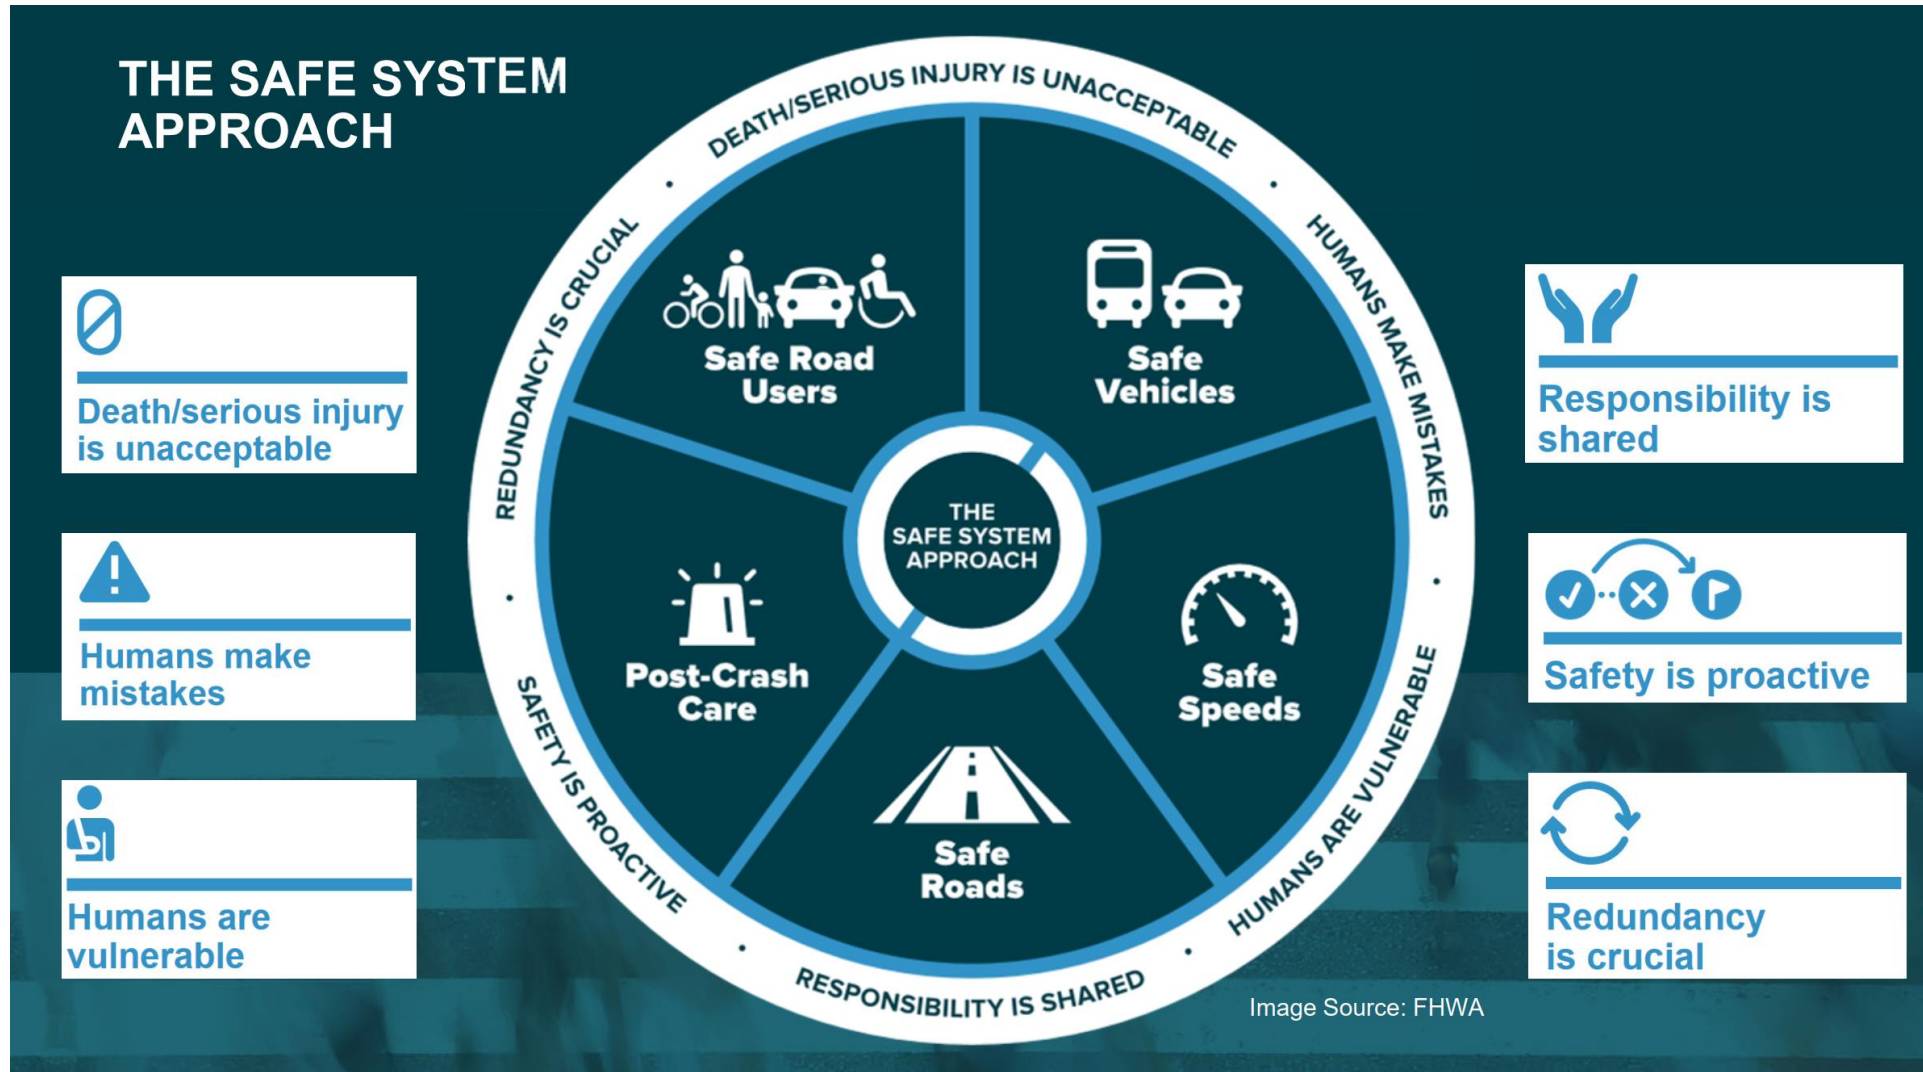 THE SAFE SYSTEM
APPROACH
DEATH/SERIOUS INJURY IS UNACCEPTABLE
•
HUMANS MAKE MISTAKES
•
HUMANS ARE VULNERABLE
•
RESPONSIBILITY IS SHARED
•
SAFETY IS PROACTIVE
•
REDUNDANCY IS CRUCIAL
•
Safe Road
Users
Safe
Vehicles
THE
SAFE SYSTEM
APPROACH
Post-Crash
Care
Safe
Speeds
Safe
Roads
Death/serious injury
is unacceptable
Humans make
mistakes
Humans are
vulnerable
Responsibility is
shared
Safety is proactive
Redundancy
is crucial
Image Source: FHWA